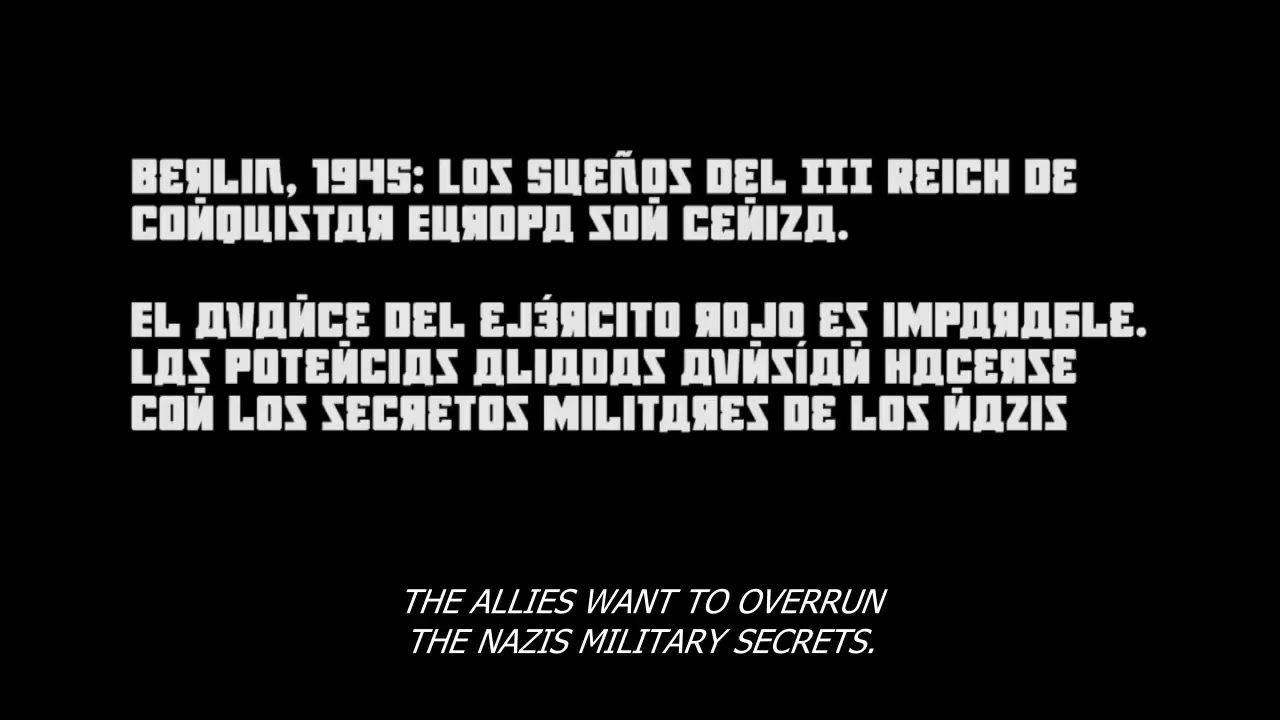 BERLIN, 1945: LOS SUEÑOS DEL III REICH DE
CONQUISTAR EUROPA SON CENIZA.
EL AVANCE DEL EJÉRCITO ROJO ES IMPARABLE.
LAS POTENCIAS ALIADAS AVNSÍAN HACERSE
CON LOS SECRETOS MILITARES DE LOS NAZIS
THE ALLIES WANT TO OVERRUN
THE NAZIS MILITARY SECRETS.